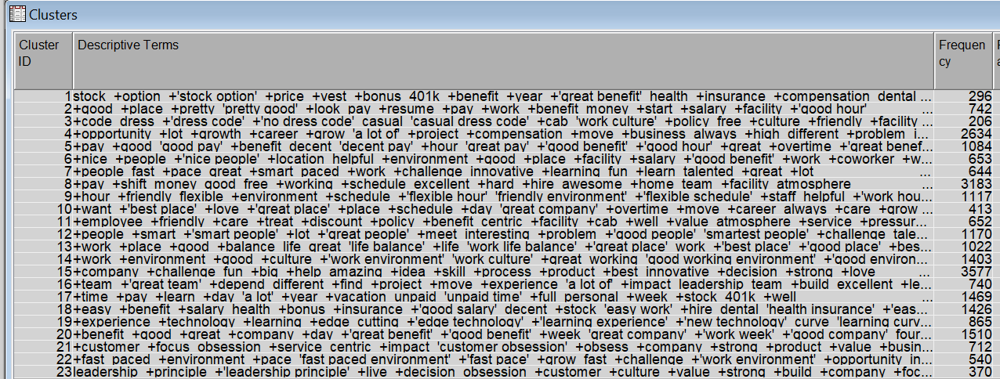 Clusters
Cluster ID Descriptive Terms Frequen cy
1 stock +option +'stock option' +price +vest +bonus 401k +benefit +year +'great benefit' health +insurance +compensation dental ... 296
2 +good +place +pretty 'pretty good' +look pay +resume +pay +work +benefit money +start +salary +facility +'good hour' ... 742
3 +code dress +'dress code' +'no dress code' casual 'casual dress code' +cab 'work culture' +policy free +culture +friendly +facility ... 206
4 +opportunity +lot +growth +career +grow 'a lot of' +project +compensation +move +business always +high different +problem i... 2634
5 +pay +good 'good pay' +benefit decent 'decent pay' +hour 'great pay' +'good benefit' +'good hour' +great +overtime +'great benef... 1084
6 +nice +people +'nice people' +location helpful +environment +good +place +facility +salary +'good benefit' +work +coworker +w... 653
7 +people fast +pace great +smart paced +work +challenge innovative +learning fun +learn talented +great +lot ... 644
8 +pay +shift money good free +working +schedule excellent +hard +hire awesome +home team +facility atmosphere ... 3183
9 +hour +friendly flexible +environment +schedule +'flexible hour' 'friendly environment' +'flexible schedule' +staff helpful +'work hou... 1117
10 +want +'best place' +love +'great place' +place +schedule +day 'great company' +overtime +move +career always +care +grow ... 413
11 +employee +friendly +care +treat +discount +policy +benefit centric +facility +cab +well +value atmosphere +service +pressur... 652
12 +people +smart +'smart people' +lot +'great people' +meet interesting +problem +'good people' 'smartest people' +challenge tale... 1170
13 +work +place +good +balance life great 'life balance' +life 'work life balance' +'great place' work +'best place' +'good place' +bes... 1022
14 +work +environment +good +culture +'work environment' 'work culture' +great working 'good working environment' +'good environ... 1403
15 +company +challenge fun +big +help amazing +idea +skill +process +product +best innovative +decision +strong +love ... 3577
16 +team +'great team' +depend different +find +project +move +experience 'a lot of' +impact leadership team +build excellent +le... 740
17 +time +pay +learn +day 'a lot' +year +vacation unpaid 'unpaid time' +full personal +week +stock 401k +well ... 1469
18 +easy +benefit +salary health +bonus +insurance +'good salary' decent +stock 'easy work' +hire dental 'health insurance' +'eas... 1426
19 +experience +technology +learning +edge cutting +'edge technology' +'learning experience' +'new technology' curve 'learning curv... 865
20 +benefit +good +great +company +day +'great benefit' +'good benefit' +week 'great company' +'work week' +'good company' four... 1510
21 +customer +focus obsession +service centric +impact 'customer obsession' +obsess +company +strong +product +value +busin... 712
22 +fast paced +environment +pace 'fast paced environment' +'fast pace' +grow fast +challenge +'work environment' +opportunity in... 540
23 leadership +principle +'leadership principle' +live +decision obsession +customer +culture +value +strong +build +company +foc... 370